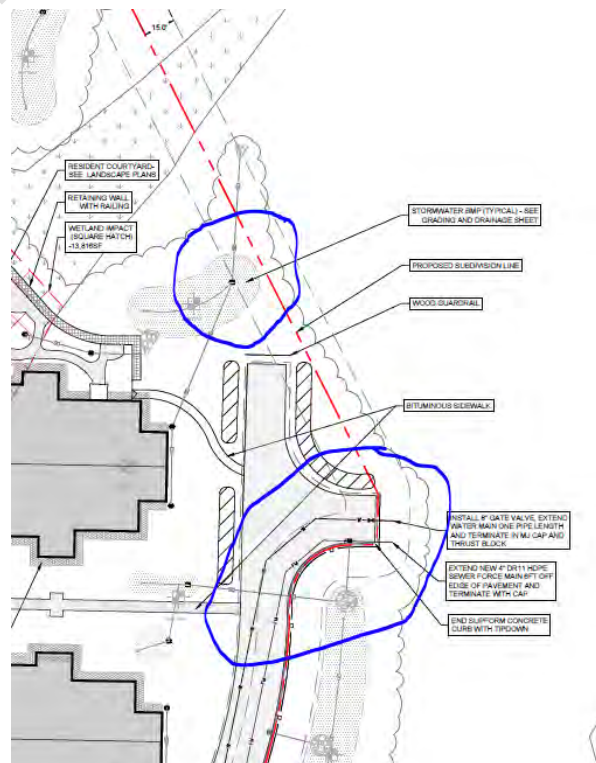 15.0'
RESIDENT COURTYARD-
SEE LANDSCAPE PLANS
RETAINING WALL
WITH RAILING
WETLAND IMPACT
(SQUARE HATCH)
-13,816SF
STORMWATER BMP (TYPICAL) - SEE
GRADING AND DRAINAGE SHEET
PROPOSED SUBDIVISION LINE
WOOD GUARDRAIL
BITUMINOUS SIDEWALK
INSTALL 8" GATE VALVE, EXTEND
WATER MAIN ONE PIPE LENGTH
AND TERMINATE IN MJ CAP AND
THRUST BLOCK
EXTEND NEW 4" DR11 HDPE
SEWER FORCE MAIN 6FT OFF
EDGE OF PAVEMENT AND
TERMINATE WITH CAP
END SLIPFORM CONCRETE
CURB WITH TIPDOWN